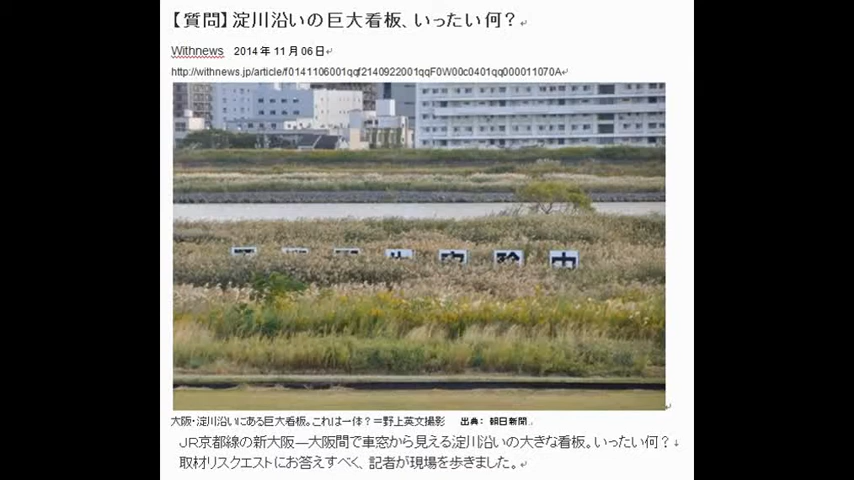 【質問】淀川沿いの巨大看板、いったい何？
Withnews 2014年11月06日
http://withnews.jp/article/f0141106001qq2140922001qqF0W00c0401qq000011070A
大阪・淀川沿いにある巨大看板。これは一体？＝野上英文撮影 出典： 朝日新聞
ＪＲ京都線の新大阪―大阪間で車窓から見える淀川沿いの大きな看板。いったい何？
取材リスクエストにお答えすべく、記者が現場を歩きました。